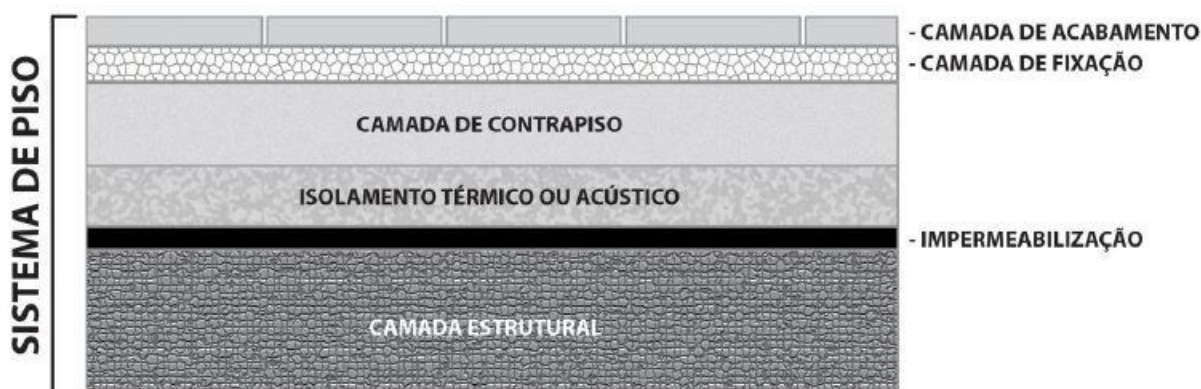 SISTEMA DE PISO
- CAMADA DE ACABAMENTO
- CAMADA DE FIXAÇÃO
CAMADA DE CONTRAPISO
ISOLAMENTO TÉRMICO OU ACÚSTICO
- IMPERMEABILIZAÇÃO
CAMADA ESTRUTURAL